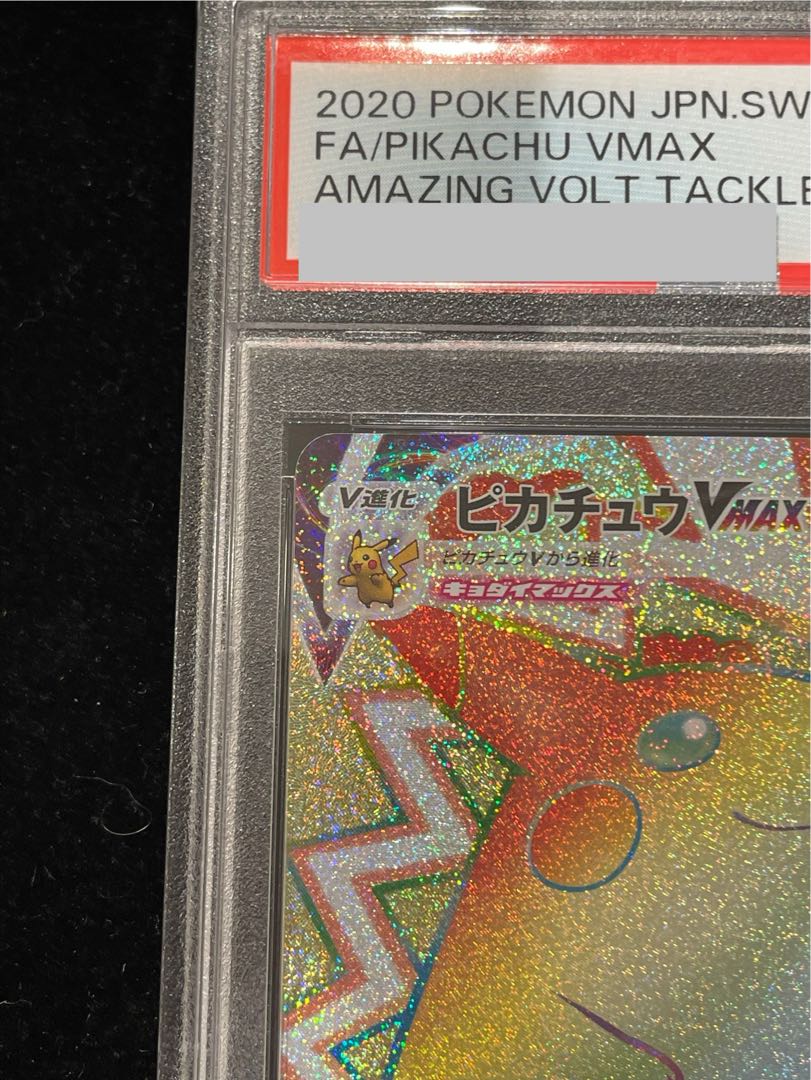 2020 POKEMON JPN.SW
FA/PIKACHU VMAX
AMAZING VOLT TACKLE
V進化
ピカチュウVMAX
ピカチュウVから進化
キョダイマックス